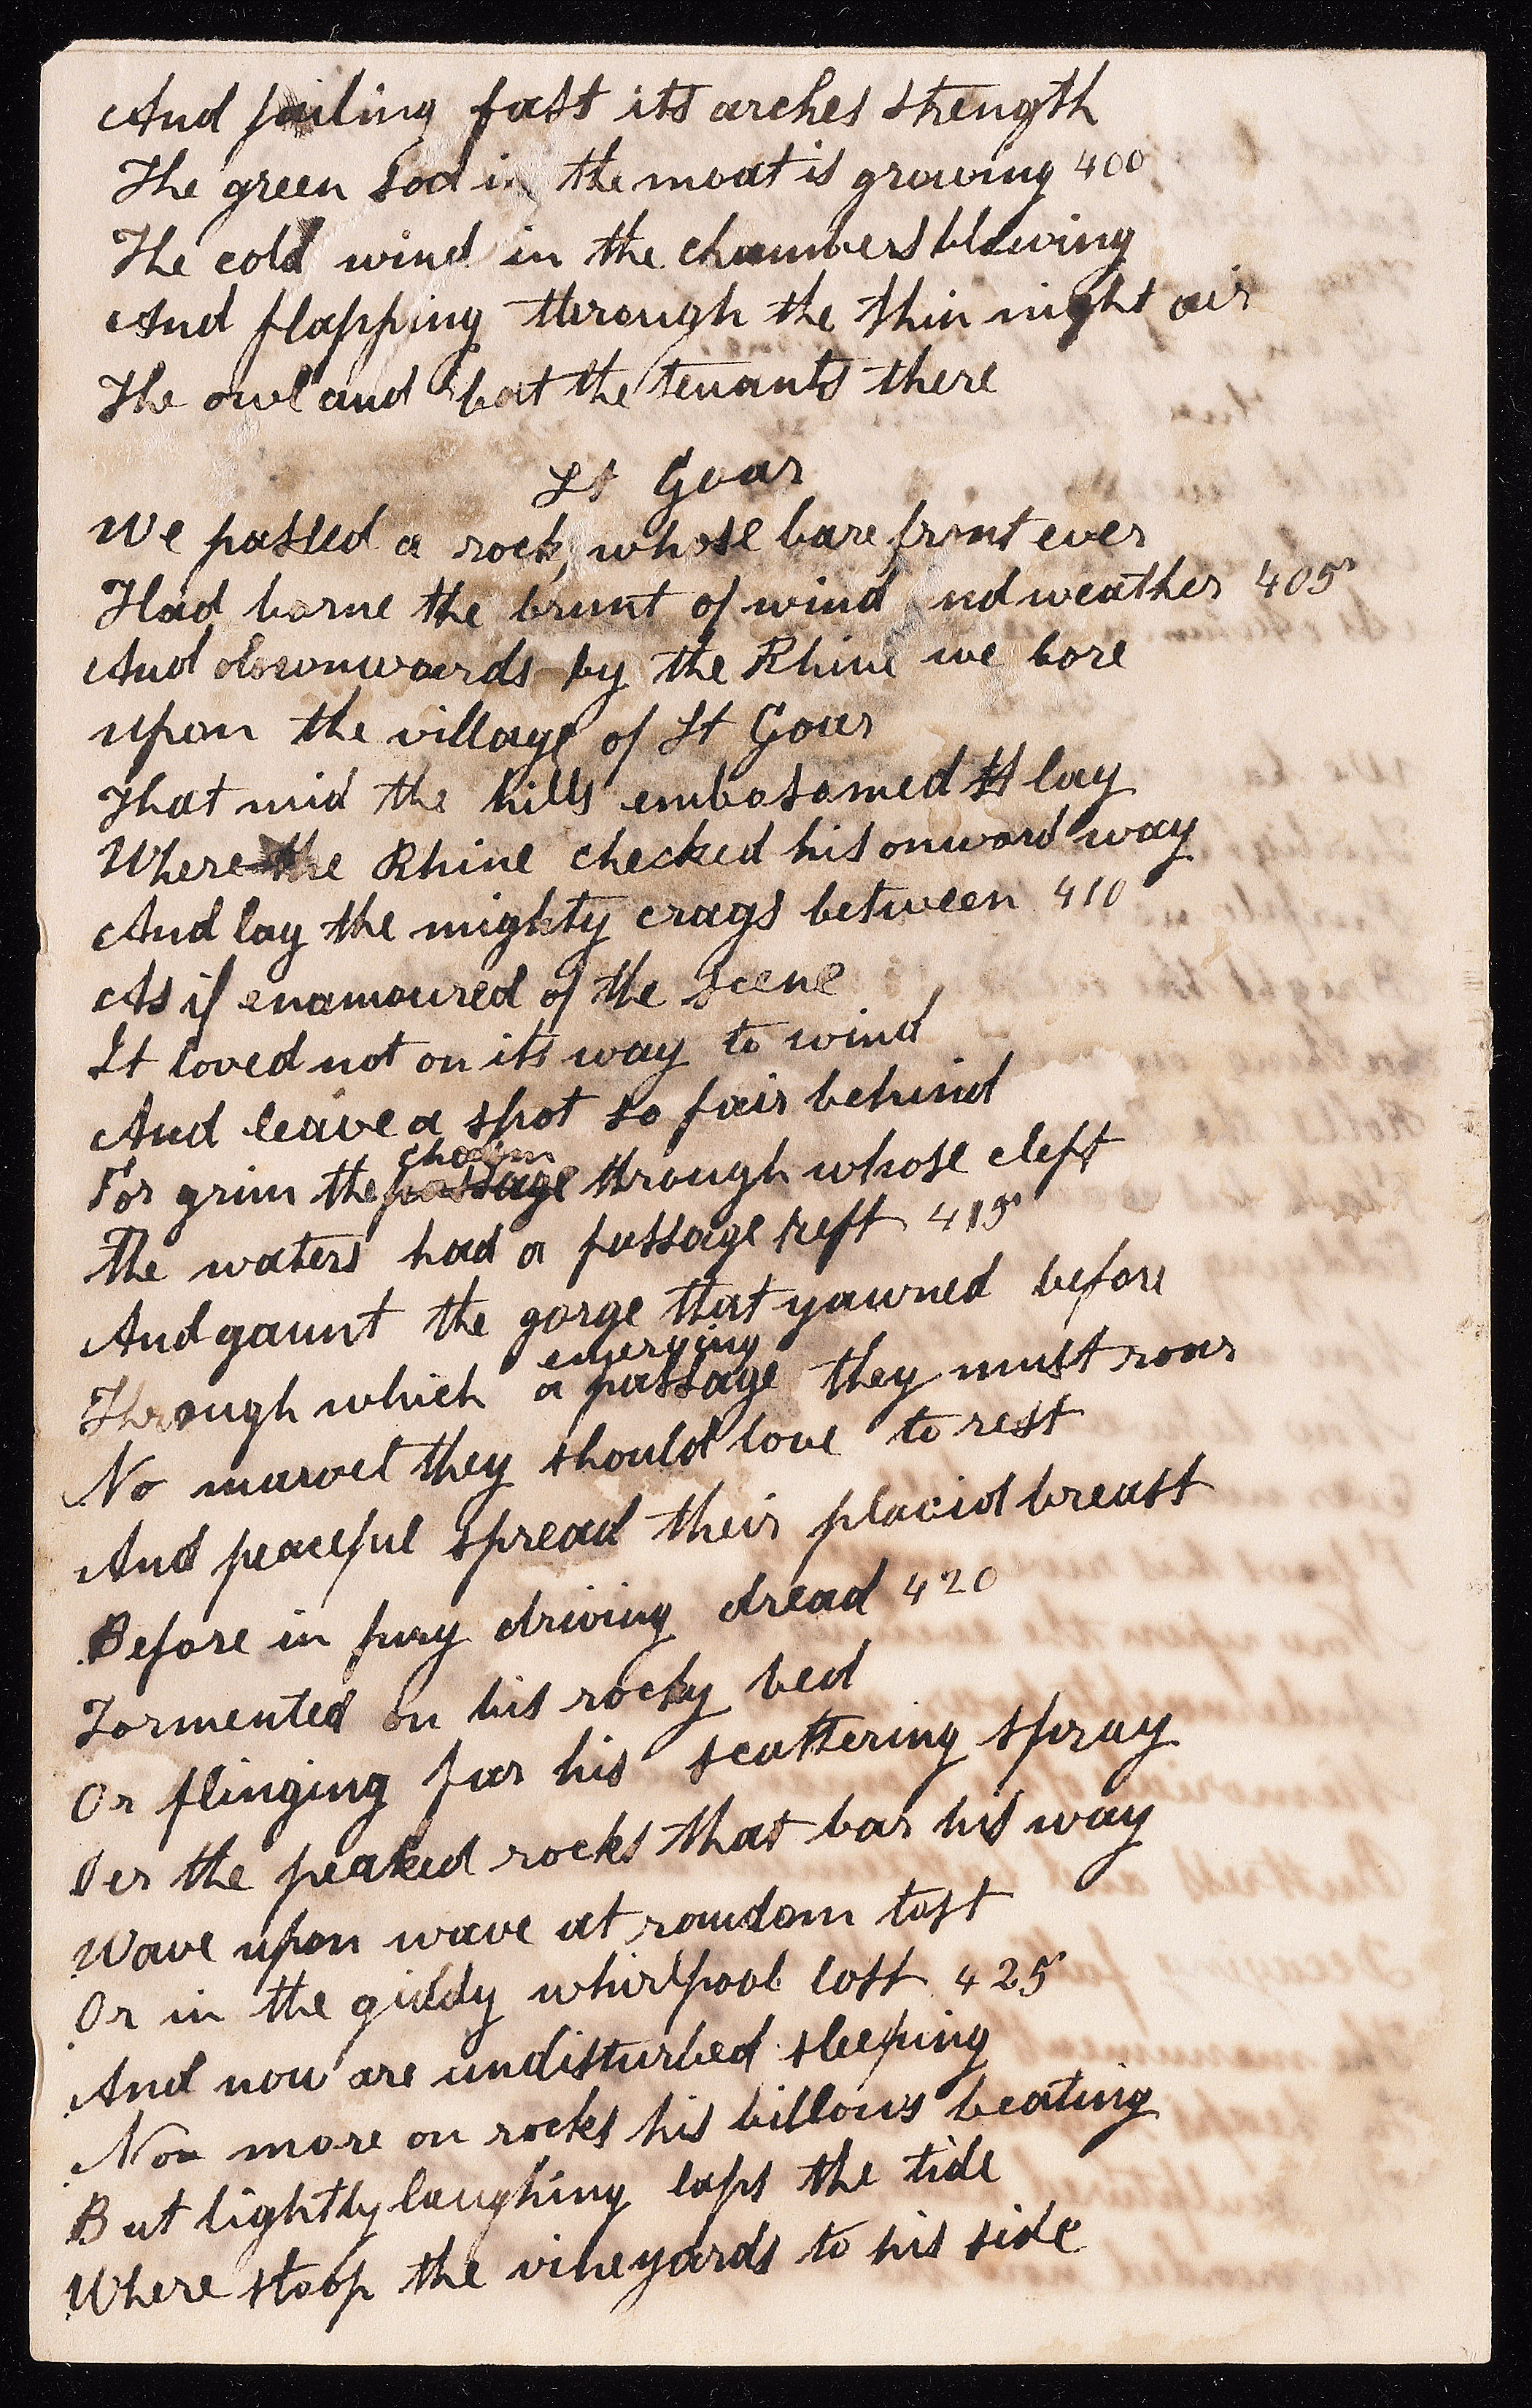 And failing fast its arches strength
The green sod in the moat is growing 400
The cold wind in the chambers blowing
And flapping through the thin night air
The owl and bat the tenants there
St Goar
We passed a rock, whose bare front ever
Had borne the brunt of wind nd weather 405
And downwards by the Rhine we bore
upon the village of St Goar
That mid the hills embosomed lay
Where the Rhine checked his onward way
And lay the mighty crags between 410
As if enamoured of the scene
It loved not on its way to wind
And leave a spot so fair behind
chasm
For grim the passage through whose cleft
The waters had a passage reft 415
And gaunt the gorge that yawned before
emerging
Through which a passage they must roar
No marvel they should love to rest
And peaceful spread their placid breast
Before in fury driving dread 420
Tormented on his rocky bed
Or flinging far his scattering spray
Oer the peaked rocks that bar his way
Wave upon wave at random tost
Or in the giddy whirlpool lost 425
And now are undisturbed sleeping
No more on rocks his billows beating
But lightly laughing laps the tide
Where stoop the vineyards to his side